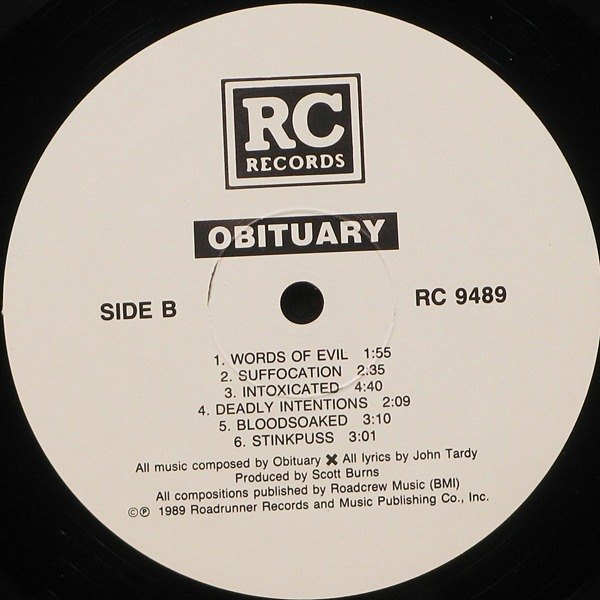 RC
RECORDS
OBITUARY
SIDE B
RC 9489
1. WORDS OF EVIL 1:55
2. SUFFOCATION 2:35
3. INTOXICATED 4:40
4. DEADLY INTENTIONS 2:09
5. BLOODSOAKED 3:10
6. STINKPUSS 3:01
All music composed by Obituary ✖ All lyrics by John Tardy
Produced by Scott Burns
All compositions published by Roadcrew Music (BMI)
©℗ 1989 Roadrunner Records and Music Publishing Co., Inc.